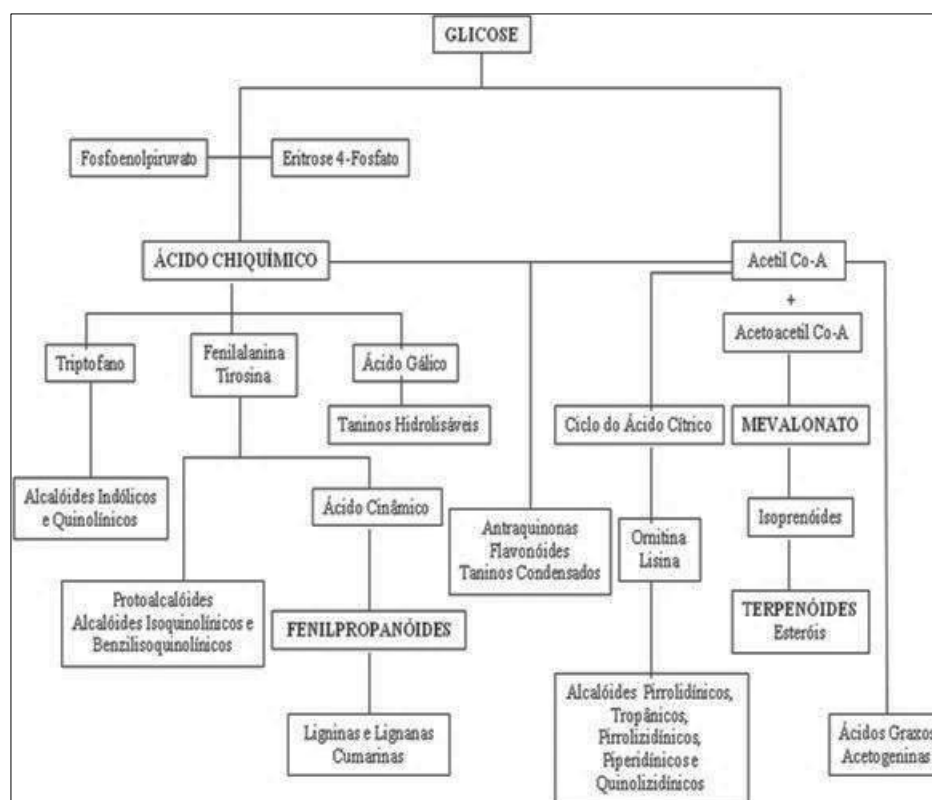 GLICOSE
Fosfoenolpiruvato
Eritrose 4-Fosfato
ÁCIDO CHIQUÍMICO
Acetil Co-A
+
Acetoacetil Co-A
Triptofano
Fenilalanina
Tirosina
Ácido Gálico
Taninos Hidrolisáveis
Ciclo do Ácido Cítrico
MEVALONATO
Alcalóides Indólicos
e Quinolínicos
Ácido Cinâmico
Antraquinonas
Flavonóides
Taninos Condensados
Ornitina
Lisina
Isoprenóides
Protoalcalóides
Alcalóides Isoquinolínicos e
Benzilisoquinolínicos
FENILPROPANÓIDES
TERPENÓIDES
Esteróis
Ligninas e Lignanas
Cumarinas
Alcalóides Pirrolidínicos,
Tropânicos,
Pirrolizidínicos,
Piperidínicos e
Quinolizidínicos
Ácidos Graxos
Acetogeninas